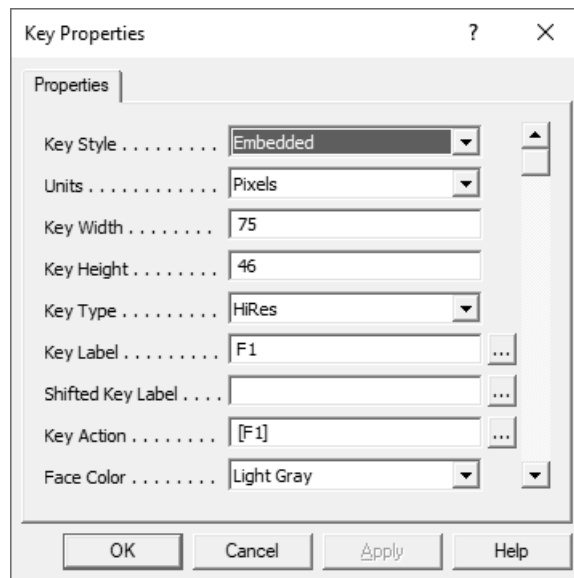 Key Properties ? ×
Properties
Key Style . . . . . . . . . Embedded
Units . . . . . . . . . . . . Pixels
Key Width . . . . . . . . 75
Key Height . . . . . . . . 46
Key Type . . . . . . . . . HiRes
Key Label . . . . . . . . . F1 ...
Shifted Key Label . . . . ...
Key Action . . . . . . . . [F1] ...
Face Color . . . . . . . . Light Gray
OK Cancel Apply Help